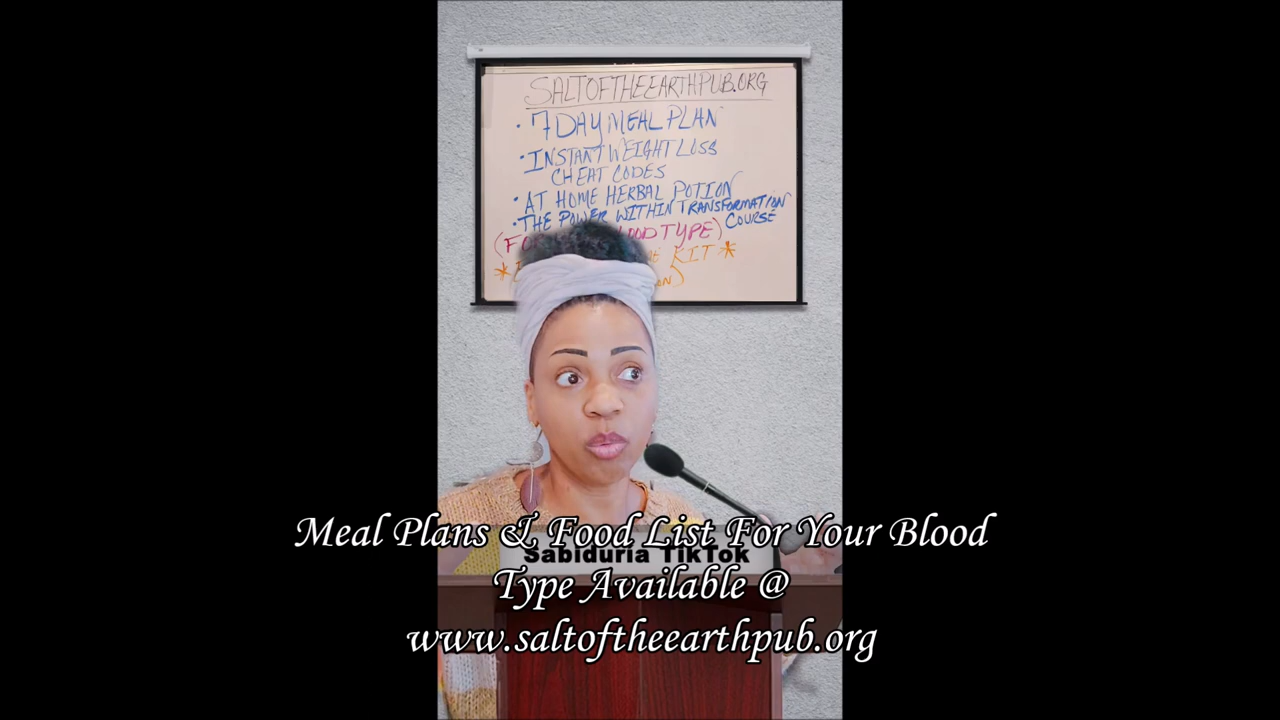 SALTOFTHEEARTHPUB.ORG
• 7 DAY MEAL PLAN
• INSTANT WEIGHT LOSS
CHEAT CODES
• AT HOME HERBAL POTION
• THE POWER WITHIN TRANSFORMATION
COURSE
TYPE)
KIT *
Meal Plans & Food List For Your Blood
Sabiduria TikTok
Type Available @
www.saltoftheearthpub.org